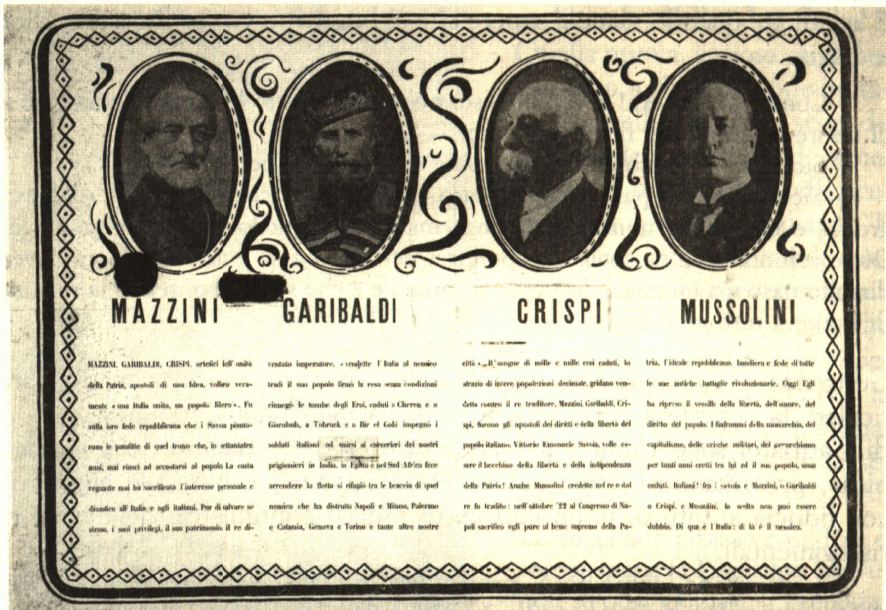 MAZZINI GARIBALDI CRISPI MUSSOLINI
MAZZINI, GARIBALDI, CRISPI, artefici dell'unità
della Patria, apostoli di una Idea, vollro vera-
mente « una Italia unita, un popolo libero ». Fu
sulla loro fede repubblicana che i Savoia pianta-
rono le palafitte di quel trono che, in settantatre
anni, mai riuscì ad accostarsi al popolo La casta
regnante mai ha sacrificato l'interesse personale e
dinastico all'Italia e agli italiani. Pur di salvare se
stesso, i suoi privilegi, il suo patrimonio, il re di-
ventato imperatore, vendette l'Italia al nemico
tradì il suo popolo firmò la resa senza condizioni
rinnegò le tombe degli Eroi, caduti a Cheren e a
Giarabub, a Tobruck e a Bir el Gobi impegnò i
soldati italiani ad unirsi ai carcerieri dei nostri
prigionieri in India, in Egitto e nel Sud Africa fece
arrendere la flotta si rifugiò tra le braccia di quel
nemico che ha distrutto Napoli e Milano, Palermo
e Catania, Genova e Torino e tante altre nostre
città . Il sangue di mille e mille eroi caduti, lo
strazio di intere popolazioni decimate, gridano ven-
detta contro il re traditore, Mazzini, Garibaldi, Cri-
spi, furono gli apostoli dei diritti e della libertà del
popolo italiano, Vittorio Emanuele Savoia, volle es-
sere il becchino della libertà e della indipendenza
della Patria! Anche Mussolini credette nel re e dal
re fu tradito: nell'ottobre '22 al Congresso di Na-
poli sacrificò egli pure al bene supremo della Pa-
tria, l'ideale repubblicano, bandiera e fede di tutte
le sue antiche battaglie rivoluzionarie. Oggi Egli
ha ripreso il vessillo della libertà, dell'onore, del
diritto del popolo. I diaframmi della monarchia, del
capitalismo, delle cricche militari, del gerarchismo
per tanti anni eretti tra lui ed il suo popolo, sono
caduti. Italiani! fra i savoia e Mazzini, o Garibaldi
o Crispi, e Mussolini, la scelta non può essere
dubbia. Di qua è l'Italia: di là è il nemico.